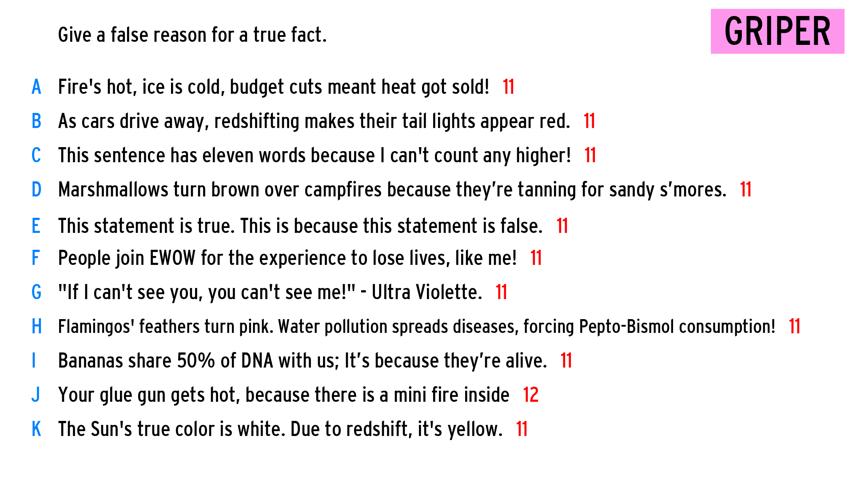 Give a false reason for a true fact.
GRIPER
A Fire's hot, ice is cold, budget cuts meant heat got sold! 11
B As cars drive away, redshifting makes their tail lights appear red. 11
C This sentence has eleven words because I can't count any higher! 11
D Marshmallows turn brown over campfires because they’re tanning for sandy s’mores. 11
E This statement is true. This is because this statement is false. 11
F People join EWOW for the experience to lose lives, like me! 11
G "If I can't see you, you can't see me!" - Ultra Violette. 11
H Flamingos' feathers turn pink. Water pollution spreads diseases, forcing Pepto-Bismol consumption! 11
I Bananas share 50% of DNA with us; It’s because they’re alive. 11
J Your glue gun gets hot, because there is a mini fire inside 12
K The Sun's true color is white. Due to redshift, it's yellow. 11